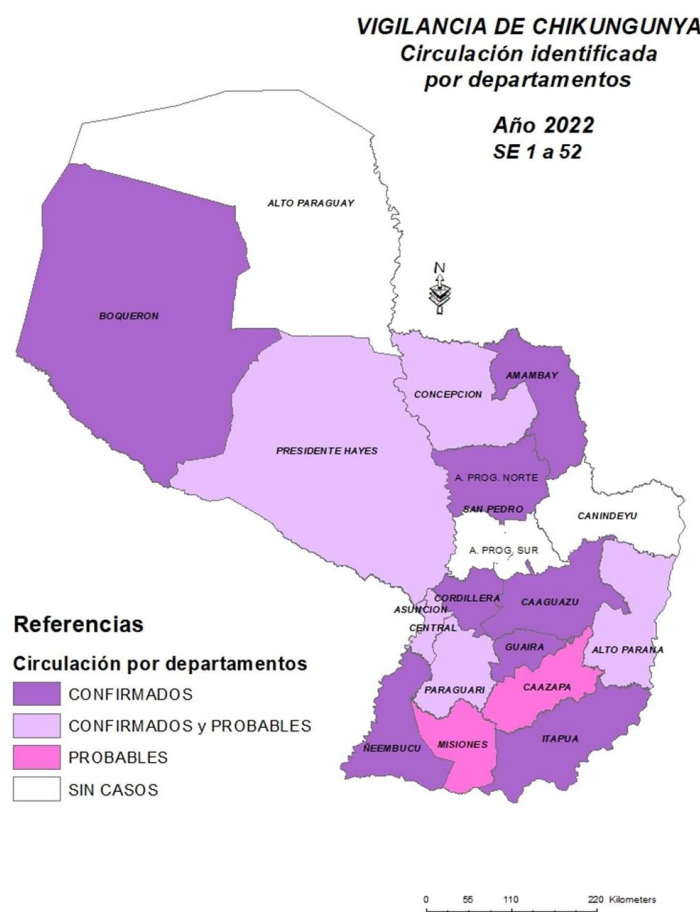 VIGILANCIA DE CHIKUNGUNYA
Circulación identificada
por departamentos
Año 2022
SE 1 a 52
ALTO PARAGUAY
N
BOQUERON
AMAMBAY
CONCEPCION
PRESIDENTE HAYES
A. PROG. NORTE
SAN PEDRO
CANINDEYU
A. PROG. SUR
CORDILLERA
CAAGUAZU
ASUNCION
CENTRAL
GUAIRA
ALTO PARANA
CAAZAPA
PARAGUARI
ITAPUA
MISIONES
ÑEEMBUCU
Referencias
Circulación por departamentos
CONFIRMADOS
CONFIRMADOS y PROBABLES
PROBABLES
SIN CASOS
0 55 110 220 Kilometers